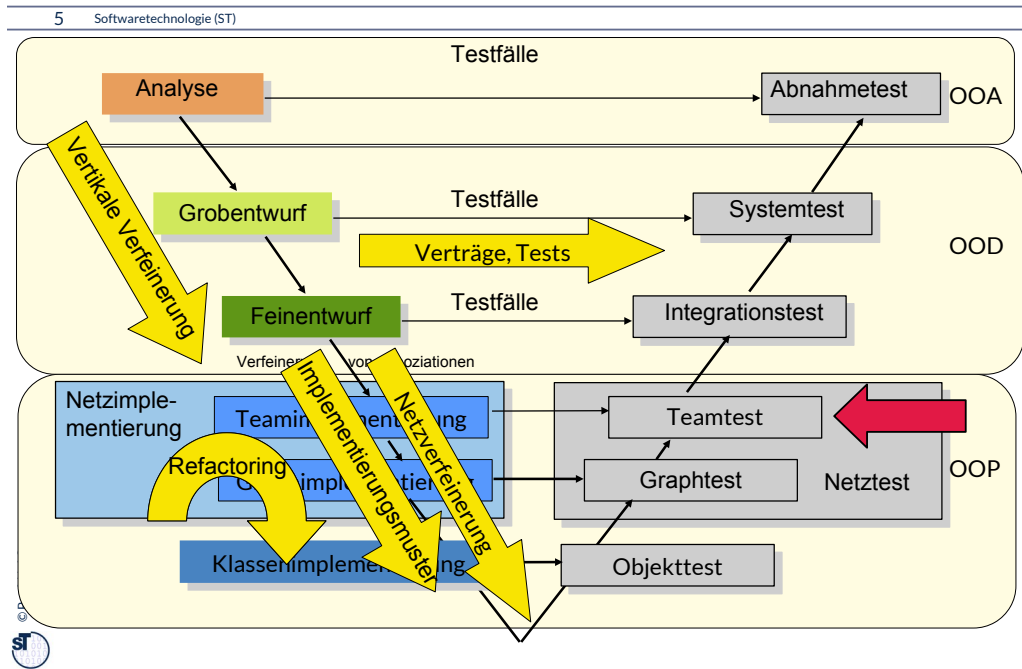 5 Softwaretechnologie (ST)
Testfälle
Analyse
Abnahmetest
OOA
Vertikale Verfeinerung
Grobentwurf
Testfälle
Systemtest
Verträge, Tests
OOD
Feinentwurf
Testfälle
Integrationstest
Netzimple-
mentierung
Implementierungsmuster
Netzverfeinerung
Teamtest
Refactoring
Graphtest
Netztest
OOP
Objekttest
ST